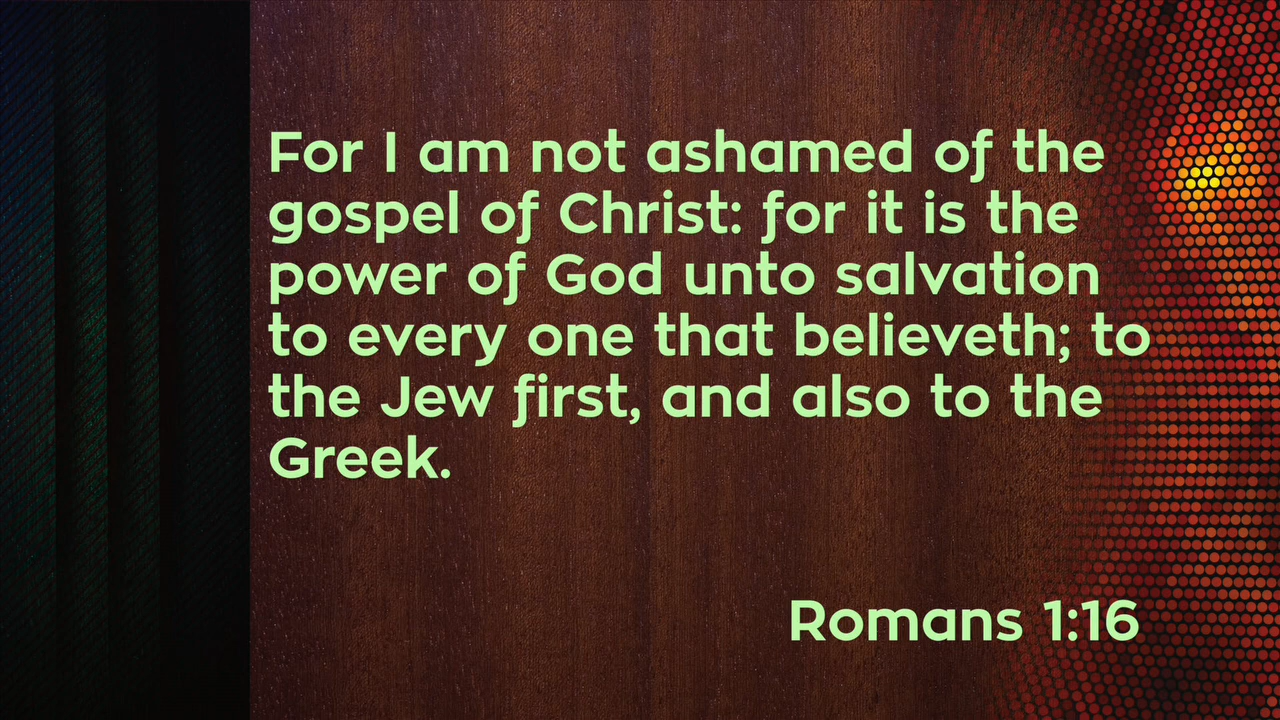 For I am not ashamed of the
gospel of Christ: for it is the
power of God unto salvation
to every one that believeth; to
the Jew first, and also to the
Greek.
Romans 1:16